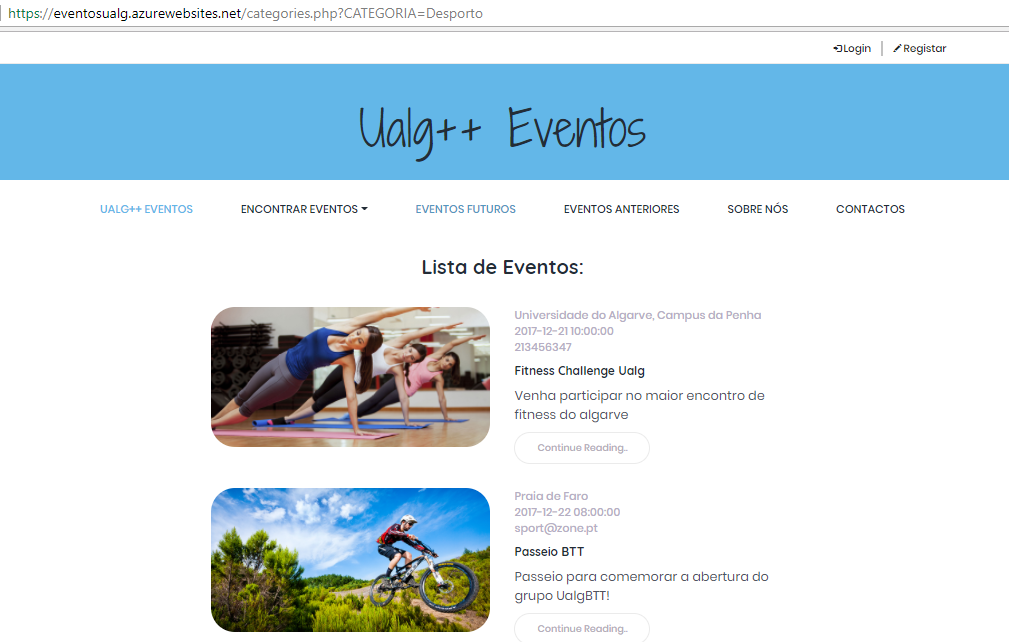 https://eventosualg.azurewebsites.net/categories.php?CATEGORIA=Desporto
Login | Registar
Ualg++ Eventos
UALG++ EVENTOS ENCONTRAR EVENTOS EVENTOS FUTUROS EVENTOS ANTERIORES SOBRE NÓS CONTACTOS
Lista de Eventos:
Universidade do Algarve, Campus da Penha
2017-12-21 10:00:00
213456347
Fitness Challenge Ualg
Venha participar no maior encontro de
fitness do algarve
Continue Reading..
Praia de Faro
2017-12-22 08:00:00
sport@zone.pt
Passeio BTT
Passeio para comemorar a abertura do
grupo UalgBTT!
Continue Reading..